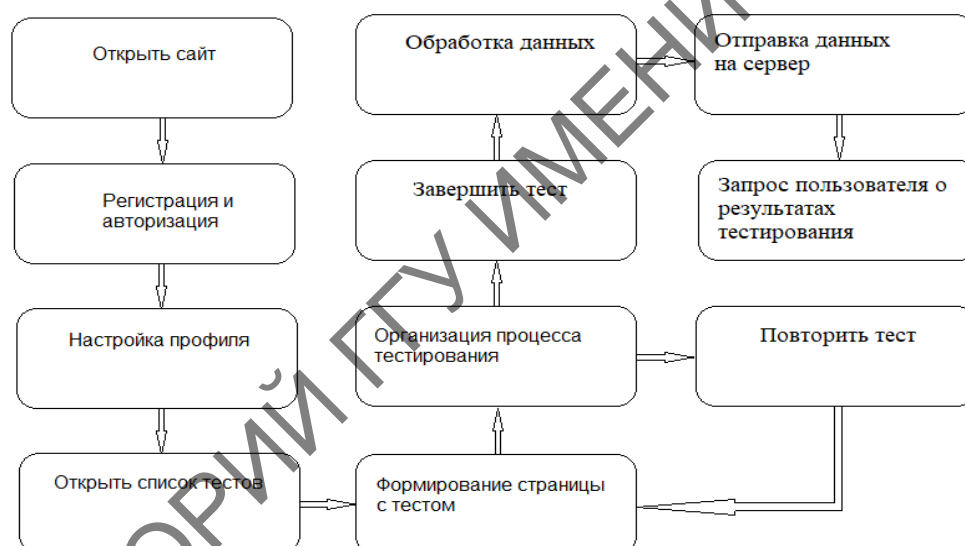 Открыть сайт
Регистрация и
авторизация
Настройка профиля
Открыть список тестов
Формирование страницы
с тестом
Организация процесса
тестирования
Завершить тест
Обработка данных
Отправка данных
на сервер
Запрос пользователя о
результатах
тестирования
Повторить тест
ГГУ